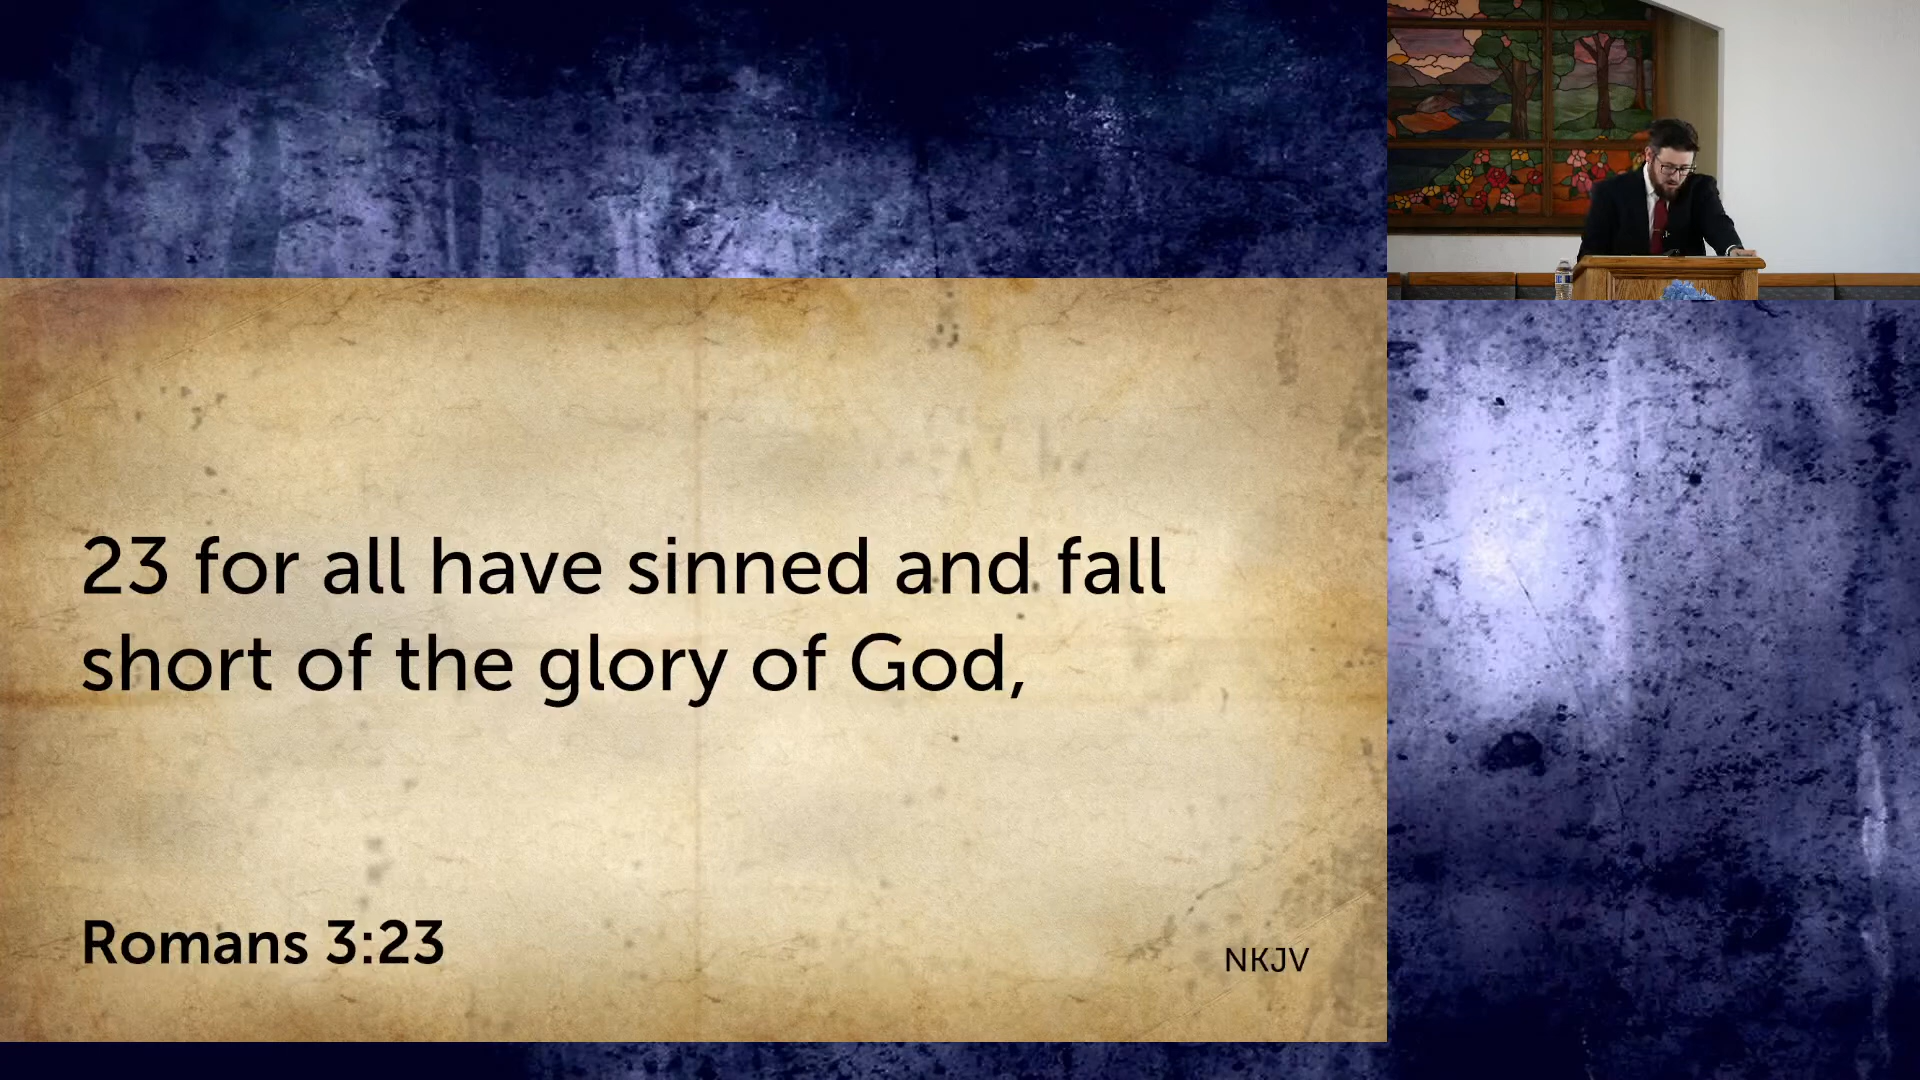 23 for all have sinned and fall
short of the glory of God,
Romans 3:23
NKJV